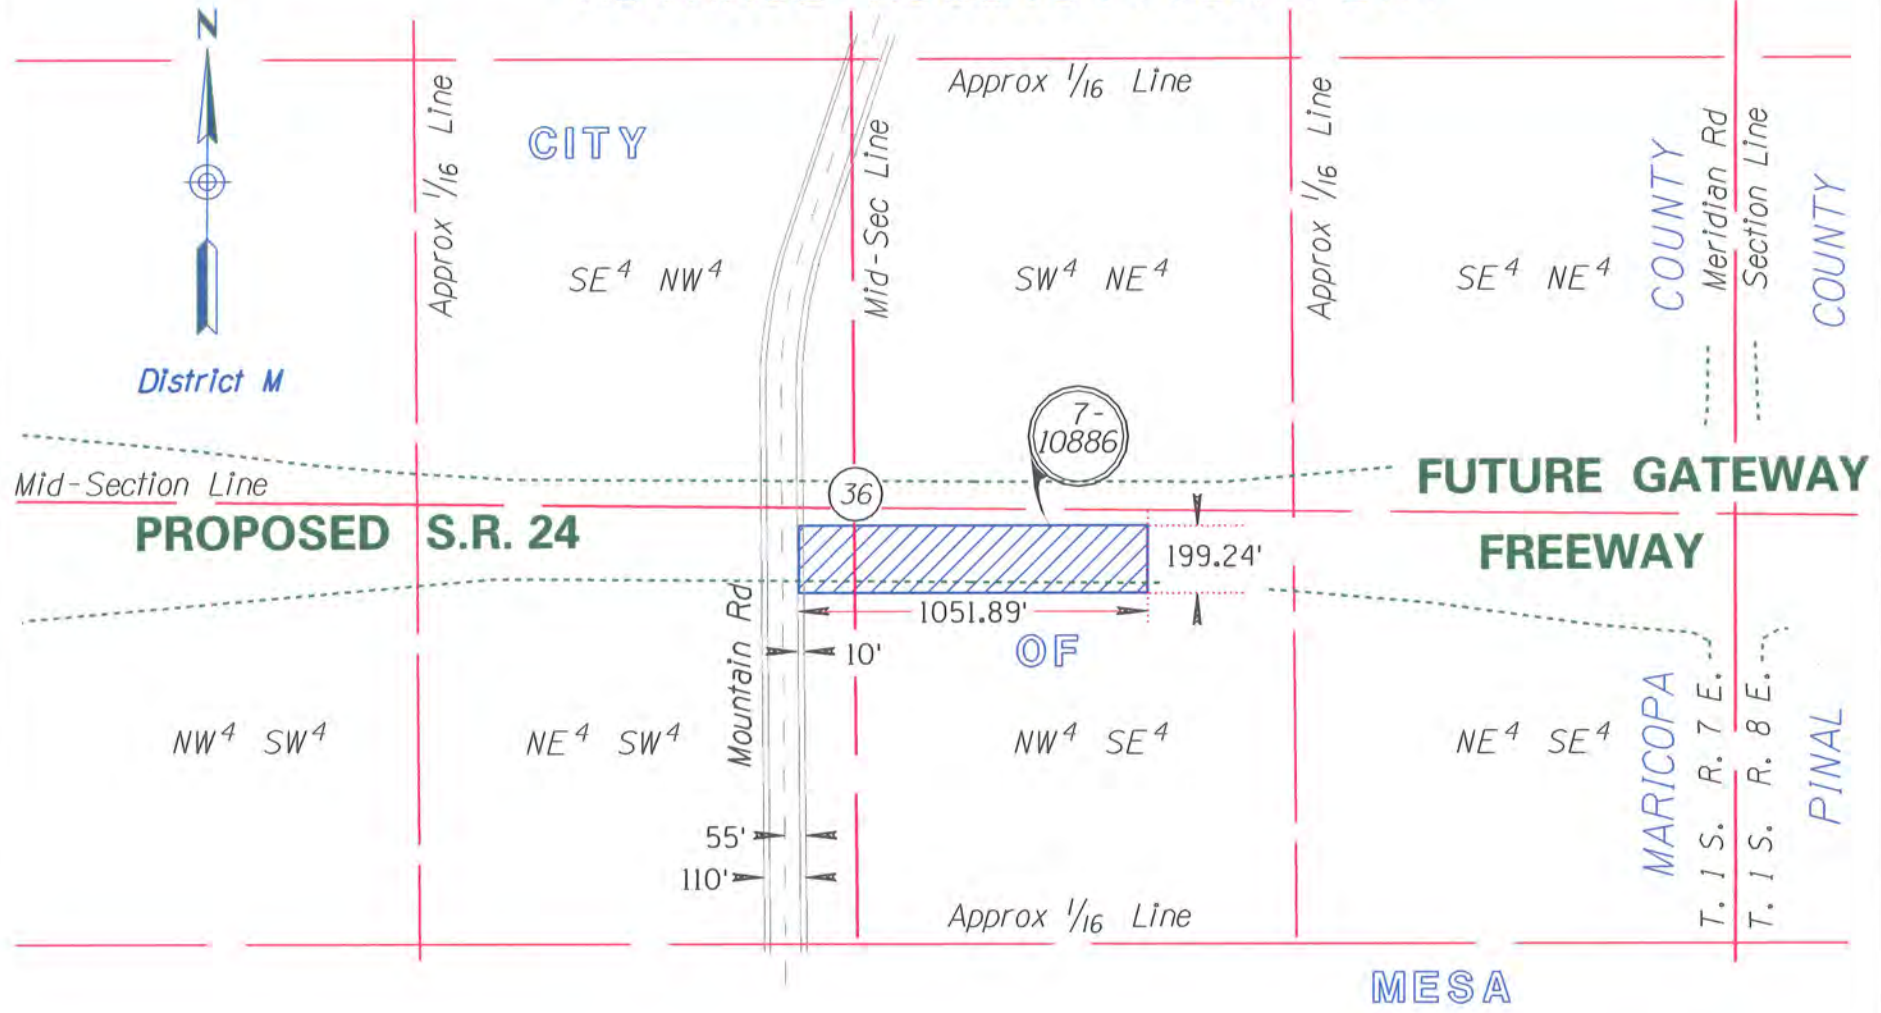 N
Approx 1/16 Line
CITY
Approx 1/16 Line
Mid-Sec Line
Approx 1/16 Line
COUNTY
Meridian Rd
Section Line
COUNTY
SE⁴ NW⁴
SW⁴ NE⁴
SE⁴ NE⁴
District M
7-
10886
Mid-Section Line
36
FUTURE GATEWAY
PROPOSED S.R. 24
FREEWAY
199.24'
1051.89'
Mountain Rd
10'
OF
NW⁴ SW⁴
NE⁴ SW⁴
NW⁴ SE⁴
NE⁴ SE⁴
MARICOPA
T. 1 S. R. 7 E.
T. 1 S. R. 8 E.
PINAL
55'
110'
Approx 1/16 Line
MESA